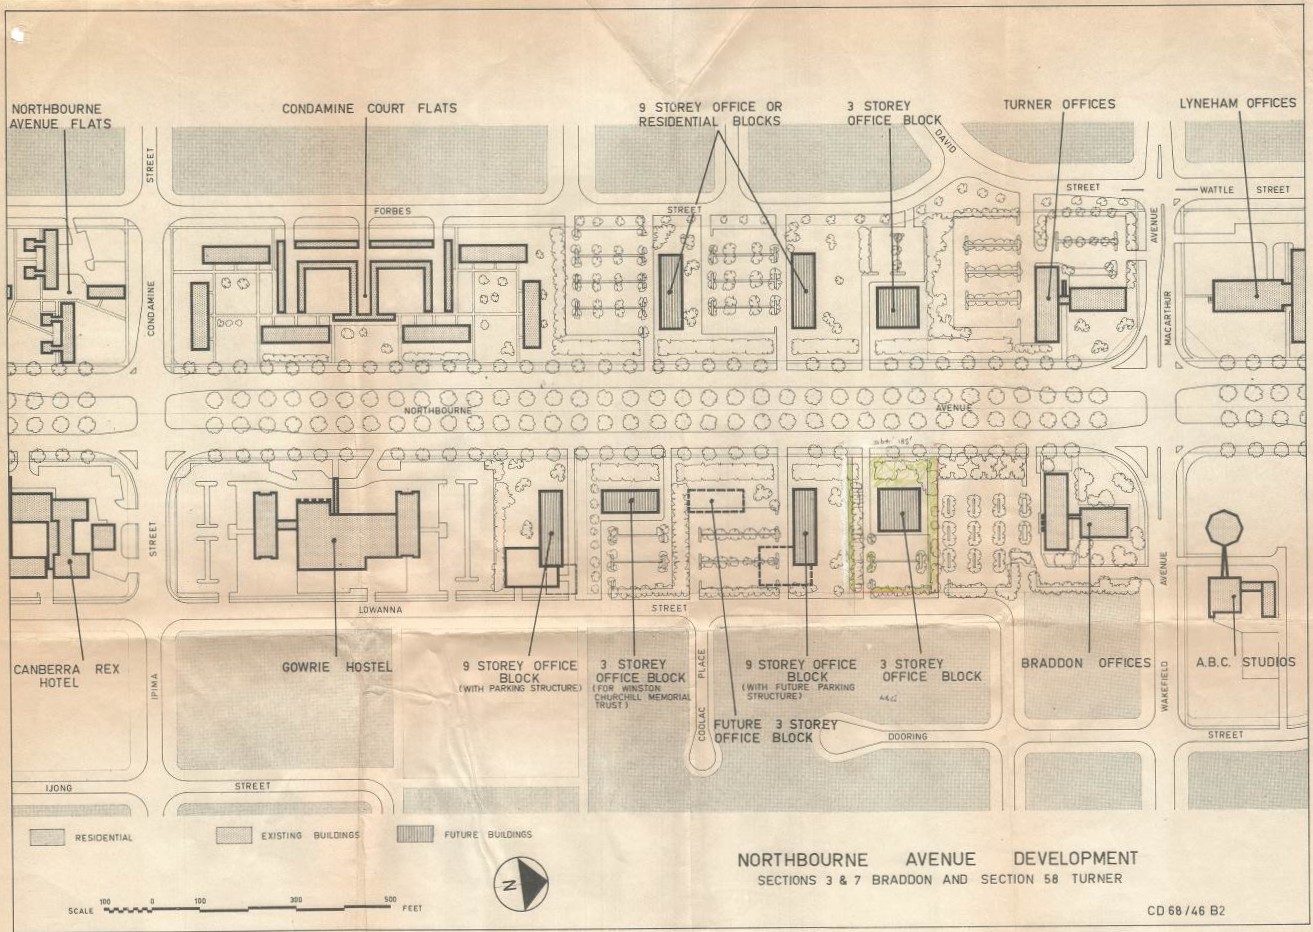 NORTHBOURNE
AVENUE FLATS
CONDAMINE COURT FLATS
9 STOREY OFFICE OR
RESIDENTIAL BLOCKS
3 STOREY
OFFICE BLOCK
TURNER OFFICES
LYNEHAM OFFICES
DAVID
STREET
STREET
WATTLE STREET
FORBES
STREET
AVENUE
CONDAMINE
MACARTHUR
NORTHBOURNE
AVENUE
STREET
AVENUE
LOWANNA
STREET
CANBERRA REX
HOTEL
GOWRIE HOSTEL
9 STOREY OFFICE
BLOCK
(WITH PARKING STRUCTURE)
3 STOREY
OFFICE BLOCK
(FOR WINSTON
CHURCHILL MEMORIAL
TRUST)
PLACE
9 STOREY OFFICE
BLOCK
(WITH FUTURE PARKING
STRUCTURE)
3 STOREY
OFFICE BLOCK
BRADDON OFFICES
A.B.C. STUDIOS
IPIMA
WAKEFIELD
COOLAC
FUTURE 3 STOREY
OFFICE BLOCK
DOORING
STREET
IJONG
STREET
RESIDENTIAL
EXISTING BUILDINGS
FUTURE BUILDINGS
N
NORTHBOURNE AVENUE DEVELOPMENT
SECTIONS 3 & 7 BRADDON AND SECTION 58 TURNER
SCALE 100 0 100 300 500 FEET
CD 68/46 B2